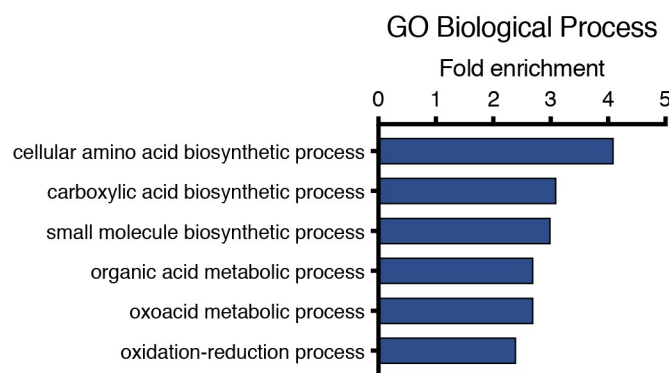 GO Biological Process
Fold enrichment
0 1 2 3 4 5
cellular amino acid biosynthetic process
carboxylic acid biosynthetic process
small molecule biosynthetic process
organic acid metabolic process
oxoacid metabolic process
oxidation-reduction process